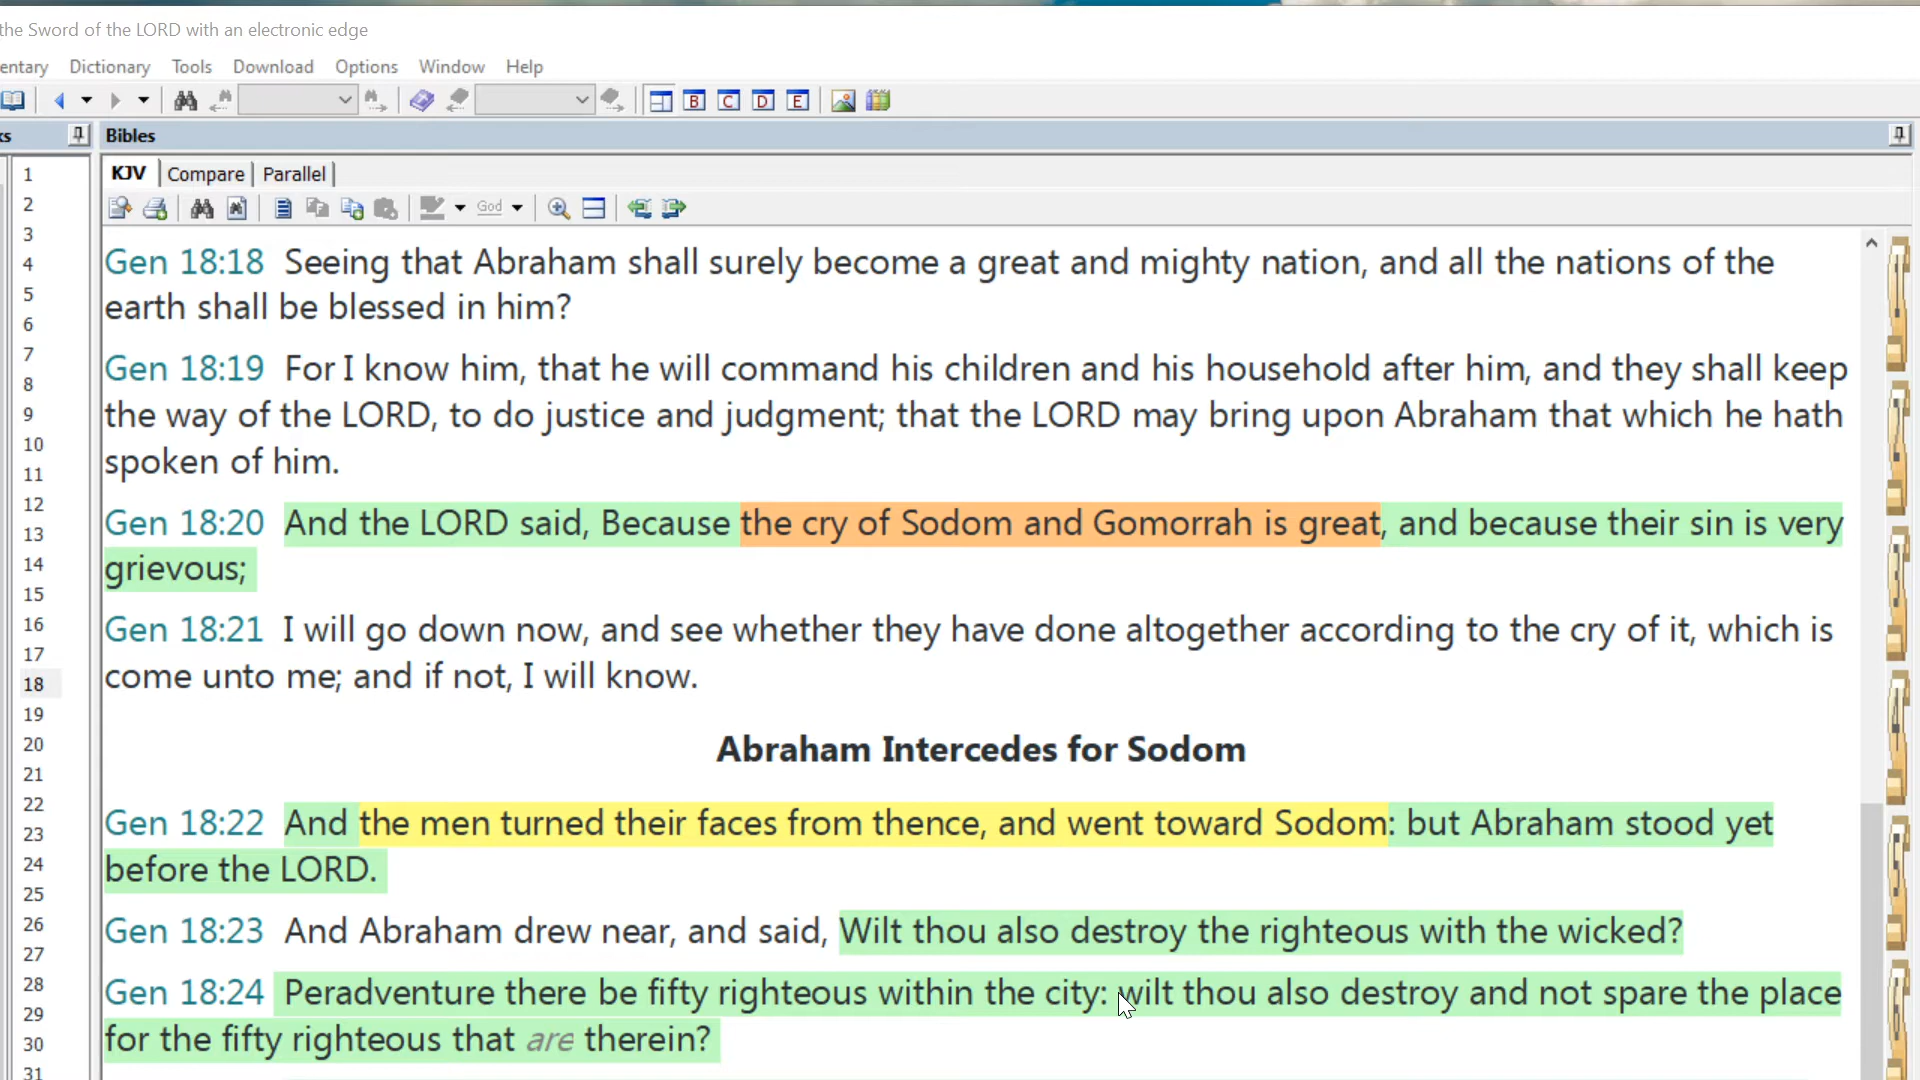 the Sword of the LORD with an electronic edge
entary Dictionary Tools Download Options Window Help
B C D E
ks Bibles
KJV Compare Parallel
God
1
2
3
4
5
6
7
8
9
10
11
12
13
14
15
16
17
18
19
20
21
22
23
24
25
26
27
28
29
30
31
Gen 18:18 Seeing that Abraham shall surely become a great and mighty nation, and all the nations of the
earth shall be blessed in him?
Gen 18:19 For I know him, that he will command his children and his household after him, and they shall keep
the way of the LORD, to do justice and judgment; that the LORD may bring upon Abraham that which he hath
spoken of him.
Gen 18:20 And the LORD said, Because the cry of Sodom and Gomorrah is great, and because their sin is very
grievous;
Gen 18:21 I will go down now, and see whether they have done altogether according to the cry of it, which is
come unto me; and if not, I will know.
Abraham Intercedes for Sodom
Gen 18:22 And the men turned their faces from thence, and went toward Sodom: but Abraham stood yet
before the LORD.
Gen 18:23 And Abraham drew near, and said, Wilt thou also destroy the righteous with the wicked?
Gen 18:24 Peradventure there be fifty righteous within the city: wilt thou also destroy and not spare the place
for the fifty righteous that are therein?